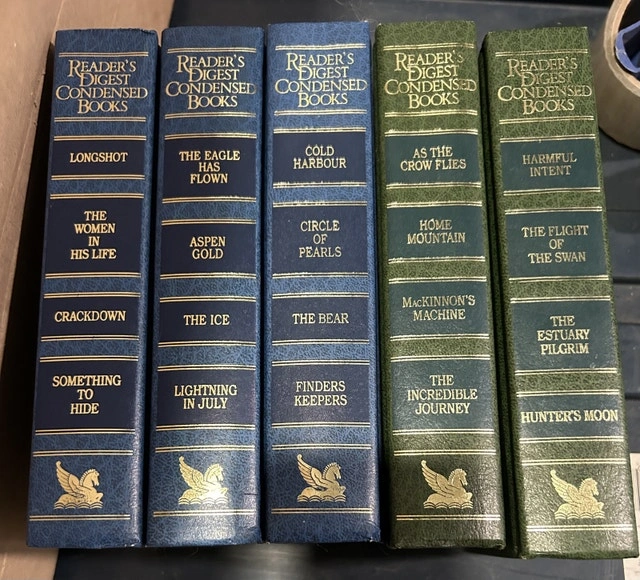 READER'S
DIGEST
CONDENSED
BOOKS
LONGSHOT
THE
WOMEN
IN
HIS LIFE
CRACKDOWN
SOMETHING
TO
HIDE
READER'S
DIGEST
CONDENSED
BOOKS
THE EAGLE
HAS
FLOWN
ASPEN
GOLD
THE ICE
LIGHTNING
IN JULY
READER'S
DIGEST
CONDENSED
BOOKS
COLD
HARBOUR
CIRCLE
OF
PEARLS
THE BEAR
FINDERS
KEEPERS
READER'S
DIGEST
CONDENSED
BOOKS
AS THE
CROW FLIES
HOME
MOUNTAIN
MACKINNON'S
MACHINE
THE
INCREDIBLE
JOURNEY
READER'S
DIGEST
CONDENSED
BOOKS
HARMFUL
INTENT
THE FLIGHT
OF
THE SWAN
THE
ESTUARY
PILGRIM
HUNTER'S MOON